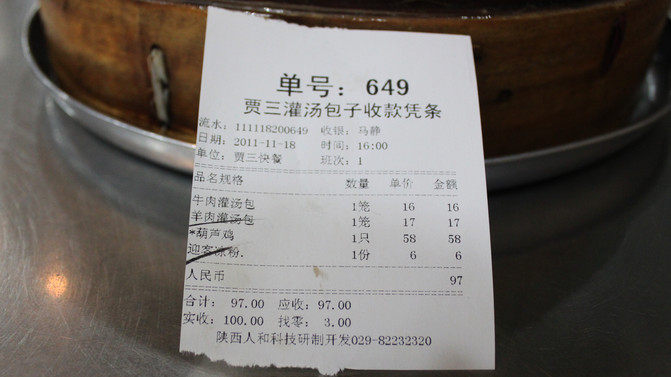 单号：649
贾三灌汤包子收款凭条
流水：111118200649 收银：马静
日期：2011-11-18 时间：16:00
单位：贾三快餐 班次：1
品名规格 数量 单价 金额
牛肉灌汤包 1笼 16 16
羊肉灌汤包 1笼 17 17
*葫芦鸡 1只 58 58
迎客冰粉. 1份 6 6
人民币 97
合计：97.00 应收：97.00
实收：100.00 找零：3.00
陕西人和科技研制开发029-82232320